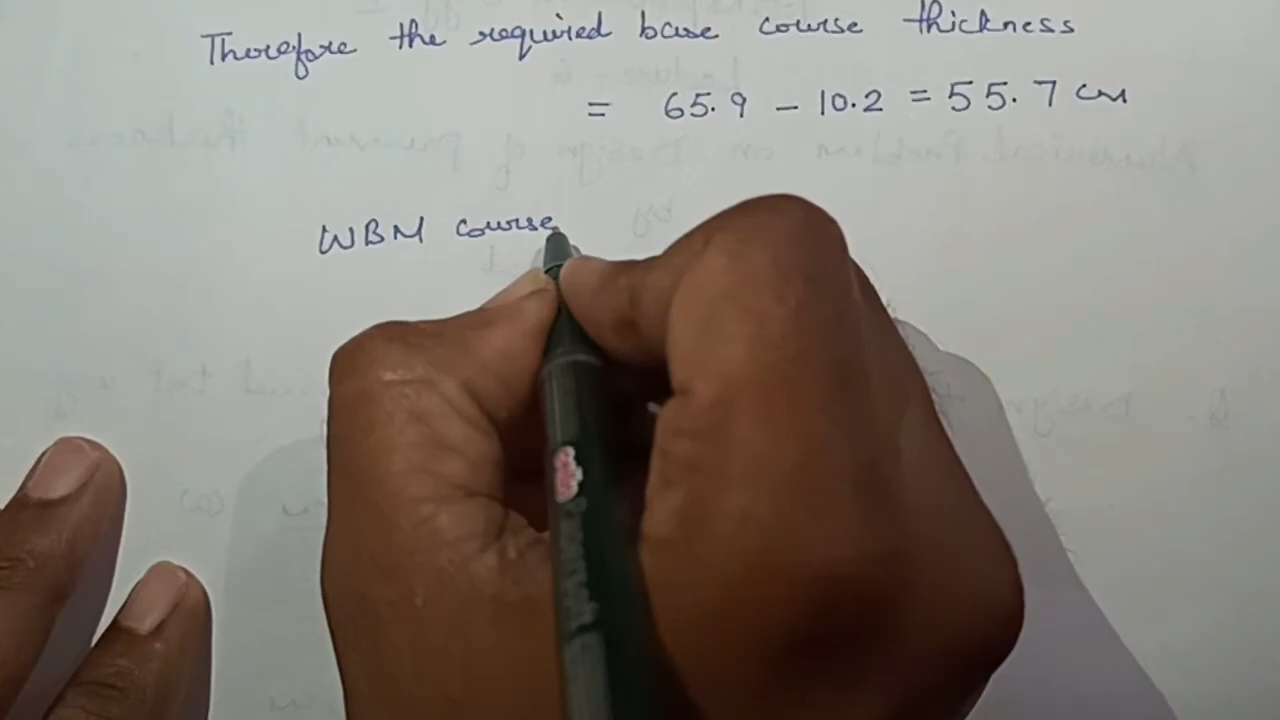 Therefore the required base course thickness
= 65.9 - 10.2 = 55.7 cm
WBM course